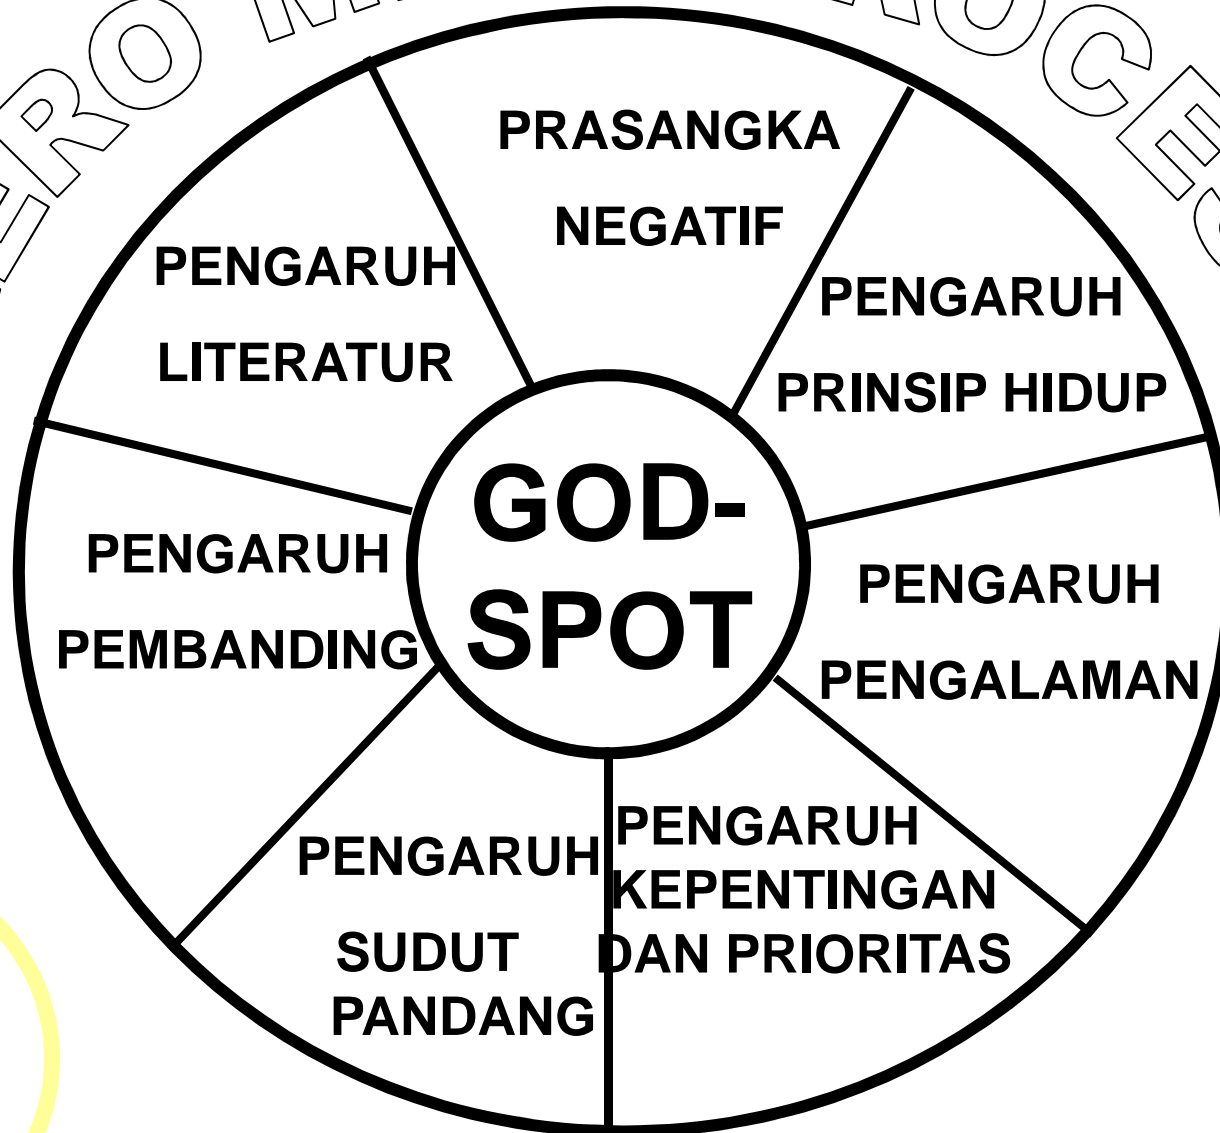 PRASANGKA
NEGATIF
PENGARUH
PRINSIP HIDUP
PENGARUH
PENGALAMAN
PENGARUH
KEPENTINGAN
DAN PRIORITAS
PENGARUH
SUDUT
PANDANG
PENGARUH
PEMBANDING
PENGARUH
LITERATUR
GOD-
SPOT